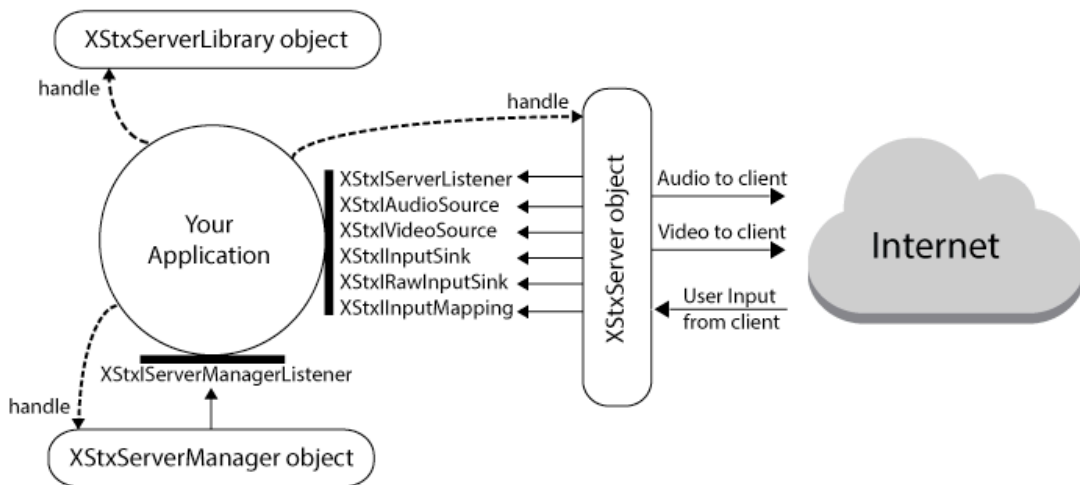 XStxServerLibrary object
handle
handle
XStxIServerListener
XStxIAudioSource
XStxIVideoSource
XStxIInputSink
XStxIRawInputSink
XStxIInputMapping
Your
Application
XStxServer object
Audio to client
Video to client
User Input
from client
Internet
XStxIServerManagerListener
handle
XStxServerManager object